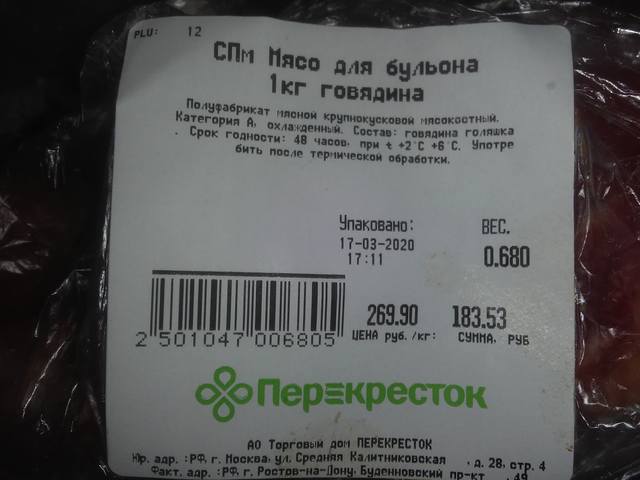 PLU: 12
СПм Мясо для бульона
1кг говядина
Полуфабрикат мясной крупнокусковой мясокостный.
Категория А, охлажденный. Состав: говядина голяшка
. Срок годности: 48 часов, при t +2°C +6°C. Употре
бить после термической обработки.
Упаковано: ВЕС.
17-03-2020 0.680
17:11
269.90 183.53
2 501047 006805 ЦЕНА руб. /кг: СУММА. РУБ
Перекресток
АО Торговый дом ПЕРЕКРЕСТОК
Юр. адр. :РФ, г. Москва, ул. Средняя Калитниковская , д. 28, стр. 4
Факт. адр. :РФ, г. Ростов-на-Дону, Буденновский пр-кт , 49